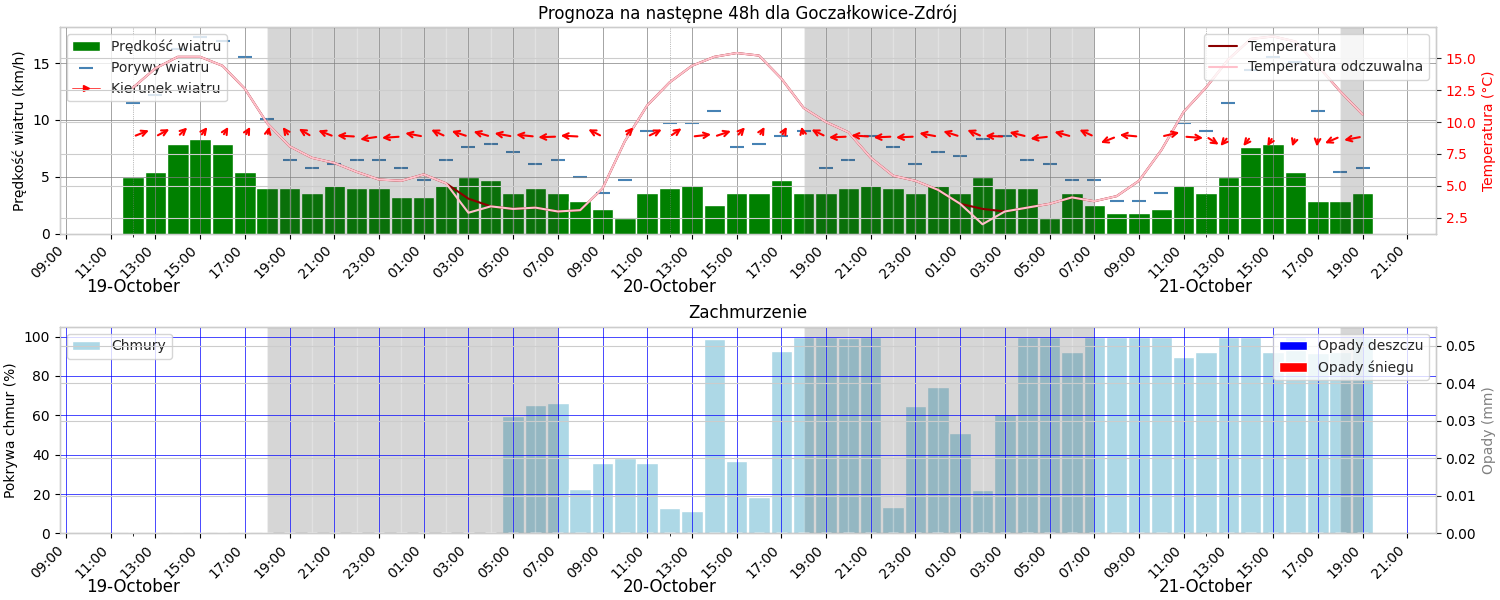 Prognoza na następne 48h dla Goczałkowice-Zdrój
Prędkość wiatru
Porywy wiatru
Kierunek wiatru
Temperatura
Temperatura odczuwalna
Prędkość wiatru (km/h)
15
10
5
0
Temperatura (°C)
15.0
12.5
10.0
7.5
5.0
2.5
09:00 11:00 13:00 15:00 17:00 19:00 21:00 23:00 01:00 03:00 05:00 07:00 09:00 11:00 13:00 15:00 17:00 19:00 21:00 23:00 01:00 03:00 05:00 07:00 09:00 11:00 13:00 15:00 17:00 19:00 21:00
19-October 20-October 21-October
Zachmurzenie
Chmury
Opady deszczu
Opady śniegu
Pokrywa chmur (%)
100
80
60
40
20
0
Opady (mm)
0.05
0.04
0.03
0.02
0.01
0.00
09:00 11:00 13:00 15:00 17:00 19:00 21:00 23:00 01:00 03:00 05:00 07:00 09:00 11:00 13:00 15:00 17:00 19:00 21:00 23:00 01:00 03:00 05:00 07:00 09:00 11:00 13:00 15:00 17:00 19:00 21:00
19-October 20-October 21-October